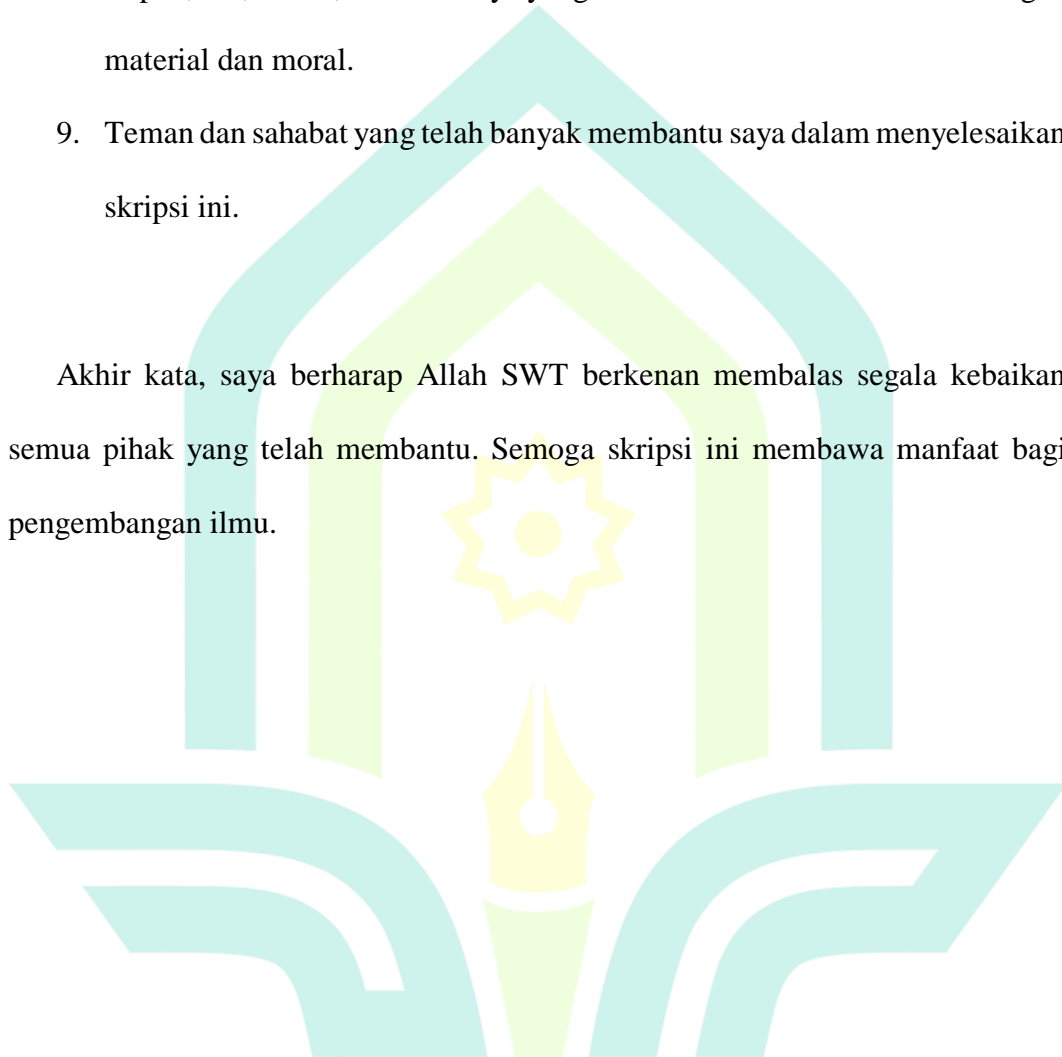 material dan moral.
9. Teman dan sahabat yang telah banyak membantu saya dalam menyelesaikan
skripsi ini.
Akhir kata, saya berharap Allah SWT berkenan membalas segala kebaikan
semua pihak yang telah membantu. Semoga skripsi ini membawa manfaat bagi
pengembangan ilmu.